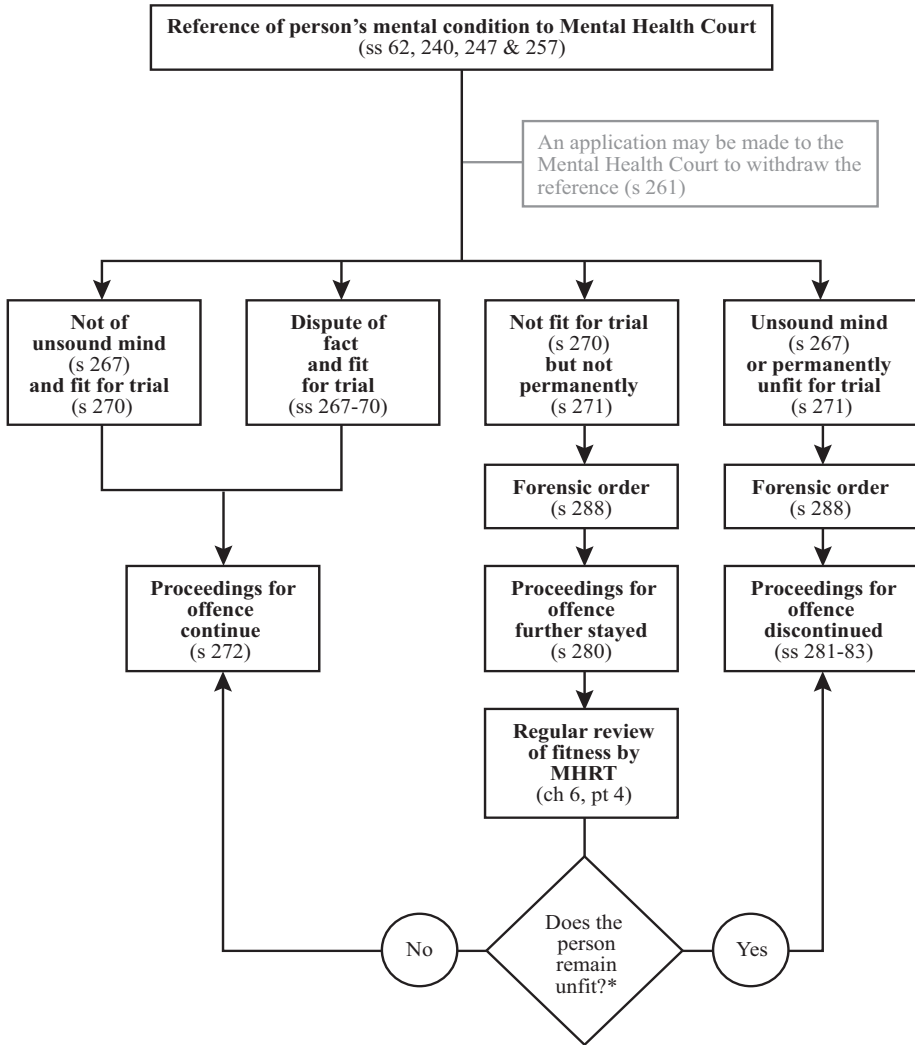 Reference of person's mental condition to Mental Health Court
(ss 62, 240, 247 & 257)
An application may be made to the
Mental Health Court to withdraw the
reference (s 261)
Not of
unsound mind
(s 267)
and fit for trial
(s 270)
Dispute of
fact
and fit
for trial
(ss 267-70)
Not fit for trial
(s 270)
but not
permanently
(s 271)
Unsound mind
(s 267)
or permanently
unfit for trial
(s 271)
Forensic order
(s 288)
Forensic order
(s 288)
Proceedings for
offence
continue
(s 272)
Proceedings for
offence
further stayed
(s 280)
Proceedings for
offence
discontinued
(ss 281-83)
Regular review
of fitness by
MHRT
(ch 6, pt 4)
No
Does the
person
remain
unfit?*
Yes